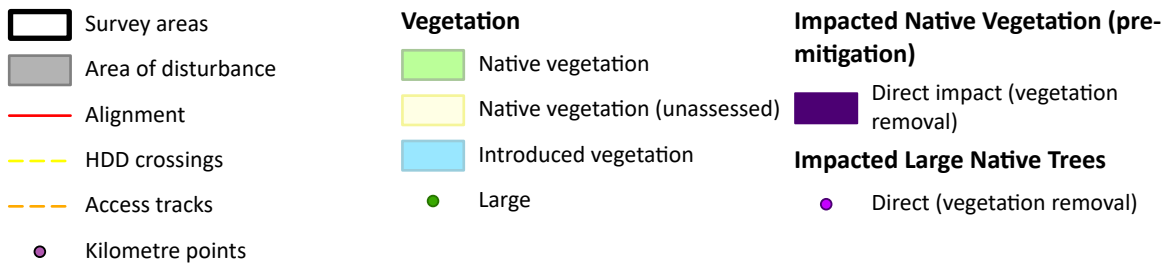 Survey areas
Area of disturbance
Alignment
HDD crossings
Access tracks
Kilometre points
Vegetation
Native vegetation
Native vegetation (unassessed)
Introduced vegetation
Large
Impacted Native Vegetation (pre-
mitigation)
Direct impact (vegetation
removal)
Impacted Large Native Trees
Direct (vegetation removal)